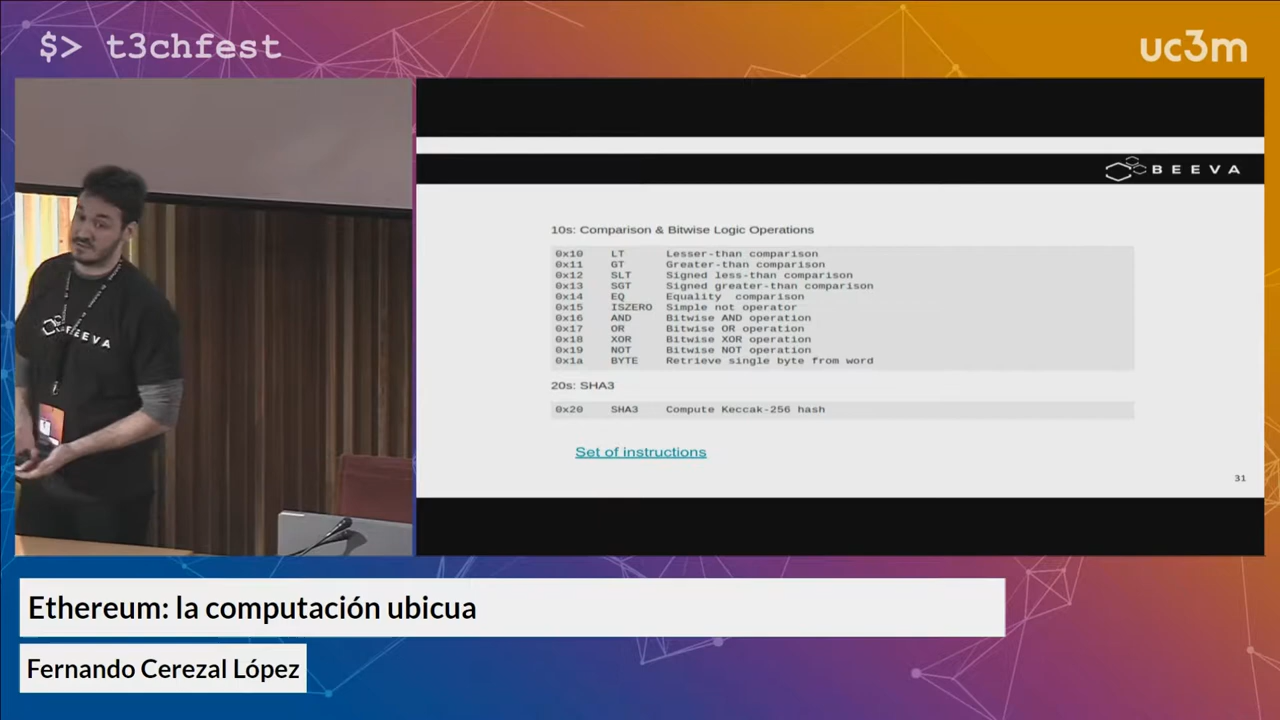 $> t3chfest
uc3m
BEEVA
BEEVA
10s: Comparison & Bitwise Logic Operations
0x10 LT Lesser-than comparison
0x11 GT Greater-than comparison
0x12 SLT Signed less-than comparison
0x13 SGT Signed greater-than comparison
0x14 EQ Equality comparison
0x15 ISZERO Simple not operator
0x16 AND Bitwise AND operation
0x17 OR Bitwise OR operation
0x18 XOR Bitwise XOR operation
0x19 NOT Bitwise NOT operation
0x1a BYTE Retrieve single byte from word
20s: SHA3
0x20 SHA3 Compute Keccak-256 hash
Set of instructions
31
Ethereum: la computación ubicua
Fernando Cerezal López